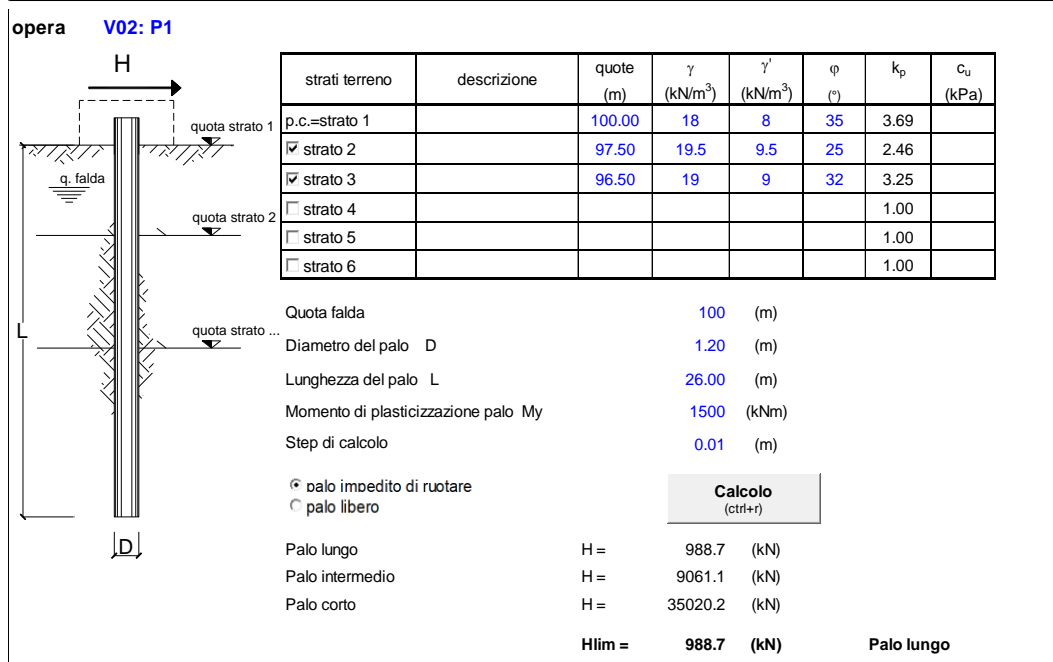 opera V02: P1
H
quota strato 1
q. falda
quota strato 2
quota strato ...
L
D
strati terreno descrizione quote γ γ' φ kp cu
(m) (kN/m³) (kN/m³) (°) (kPa)
p.c.=strato 1 100.00 18 8 35 3.69
strato 2 97.50 19.5 9.5 25 2.46
strato 3 96.50 19 9 32 3.25
strato 4 1.00
strato 5 1.00
strato 6 1.00
Quota falda 100 (m)
Diametro del palo D 1.20 (m)
Lunghezza del palo L 26.00 (m)
Momento di plasticizzazione palo My 1500 (kNm)
Step di calcolo 0.01 (m)
palo impedito di ruotare
palo libero
Calcolo
(ctrl+r)
Palo lungo H = 988.7 (kN)
Palo intermedio H = 9061.1 (kN)
Palo corto H = 35020.2 (kN)
Hlim = 988.7 (kN) Palo lungo